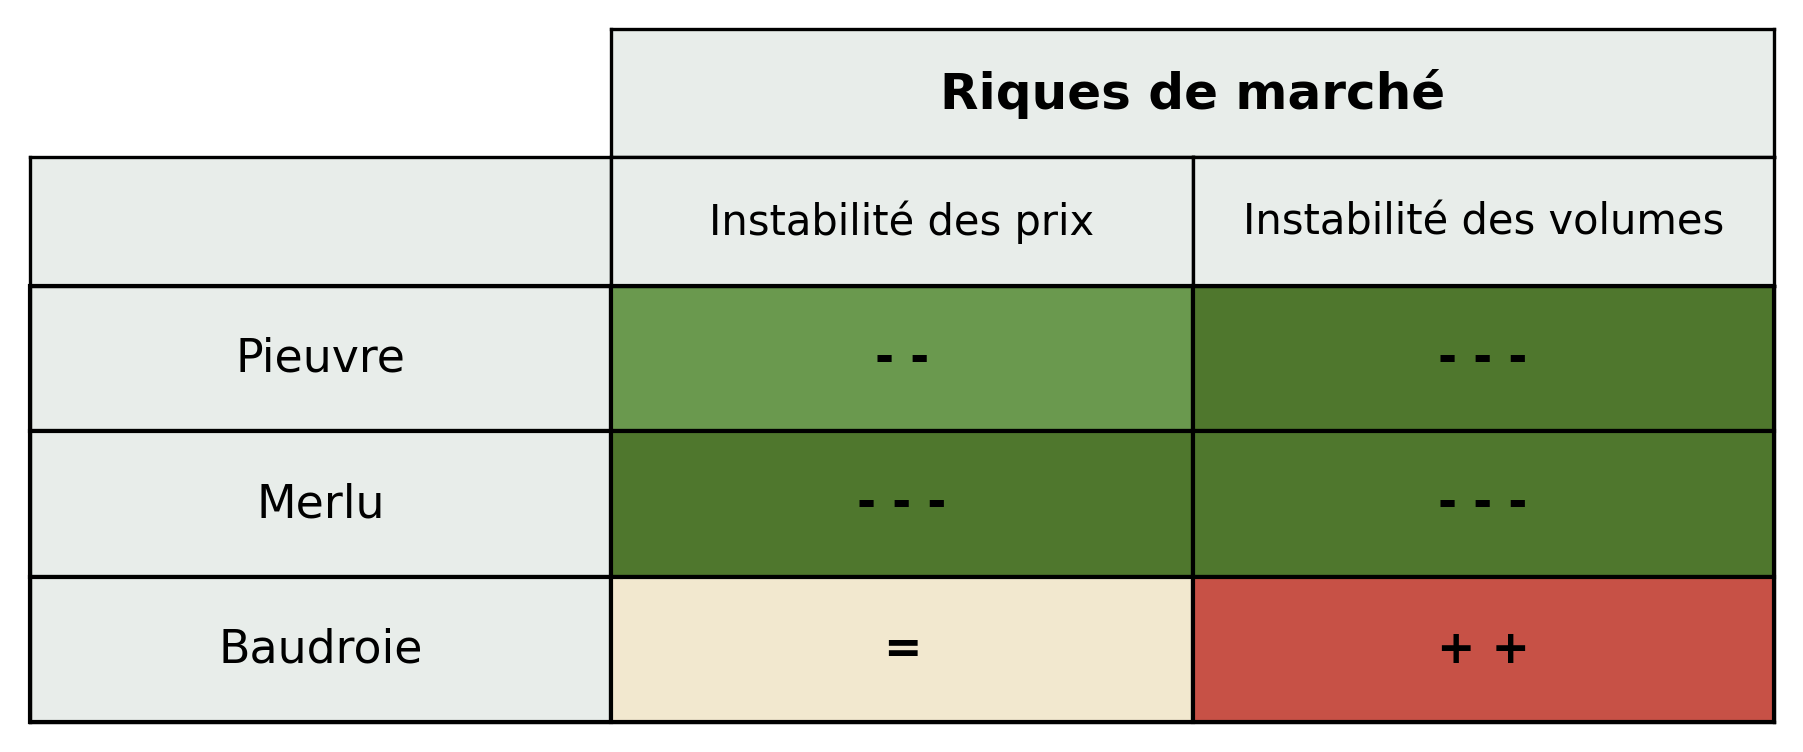 Riques de marché
Instabilité des prix Instabilité des volumes
Pieuvre - - - - -
Merlu - - - - - -
Baudroie = + +